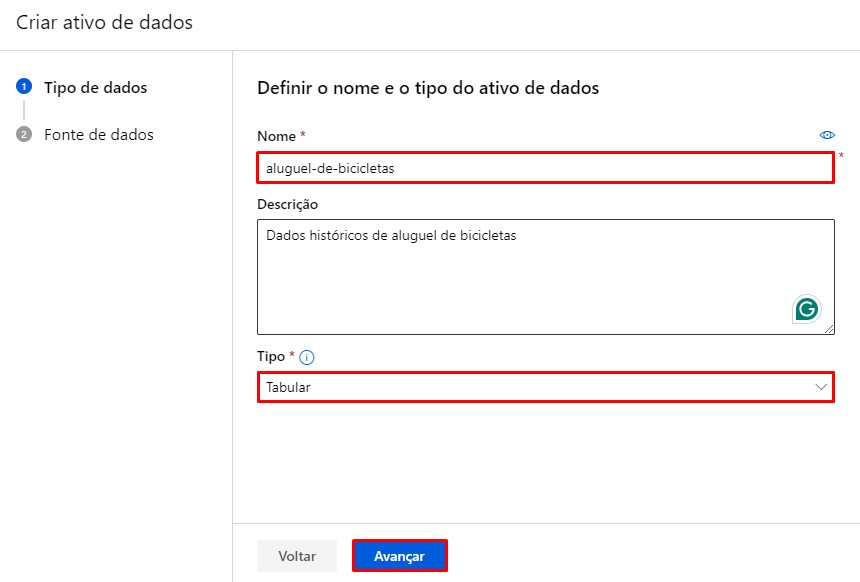 Criar ativo de dados
1 Tipo de dados
2 Fonte de dados
Definir o nome e o tipo do ativo de dados
Nome *
aluguel-de-bicicletas
*
Descrição
Dados históricos de aluguel de bicicletas
G
Tipo * i
Tabular
Voltar
Avançar